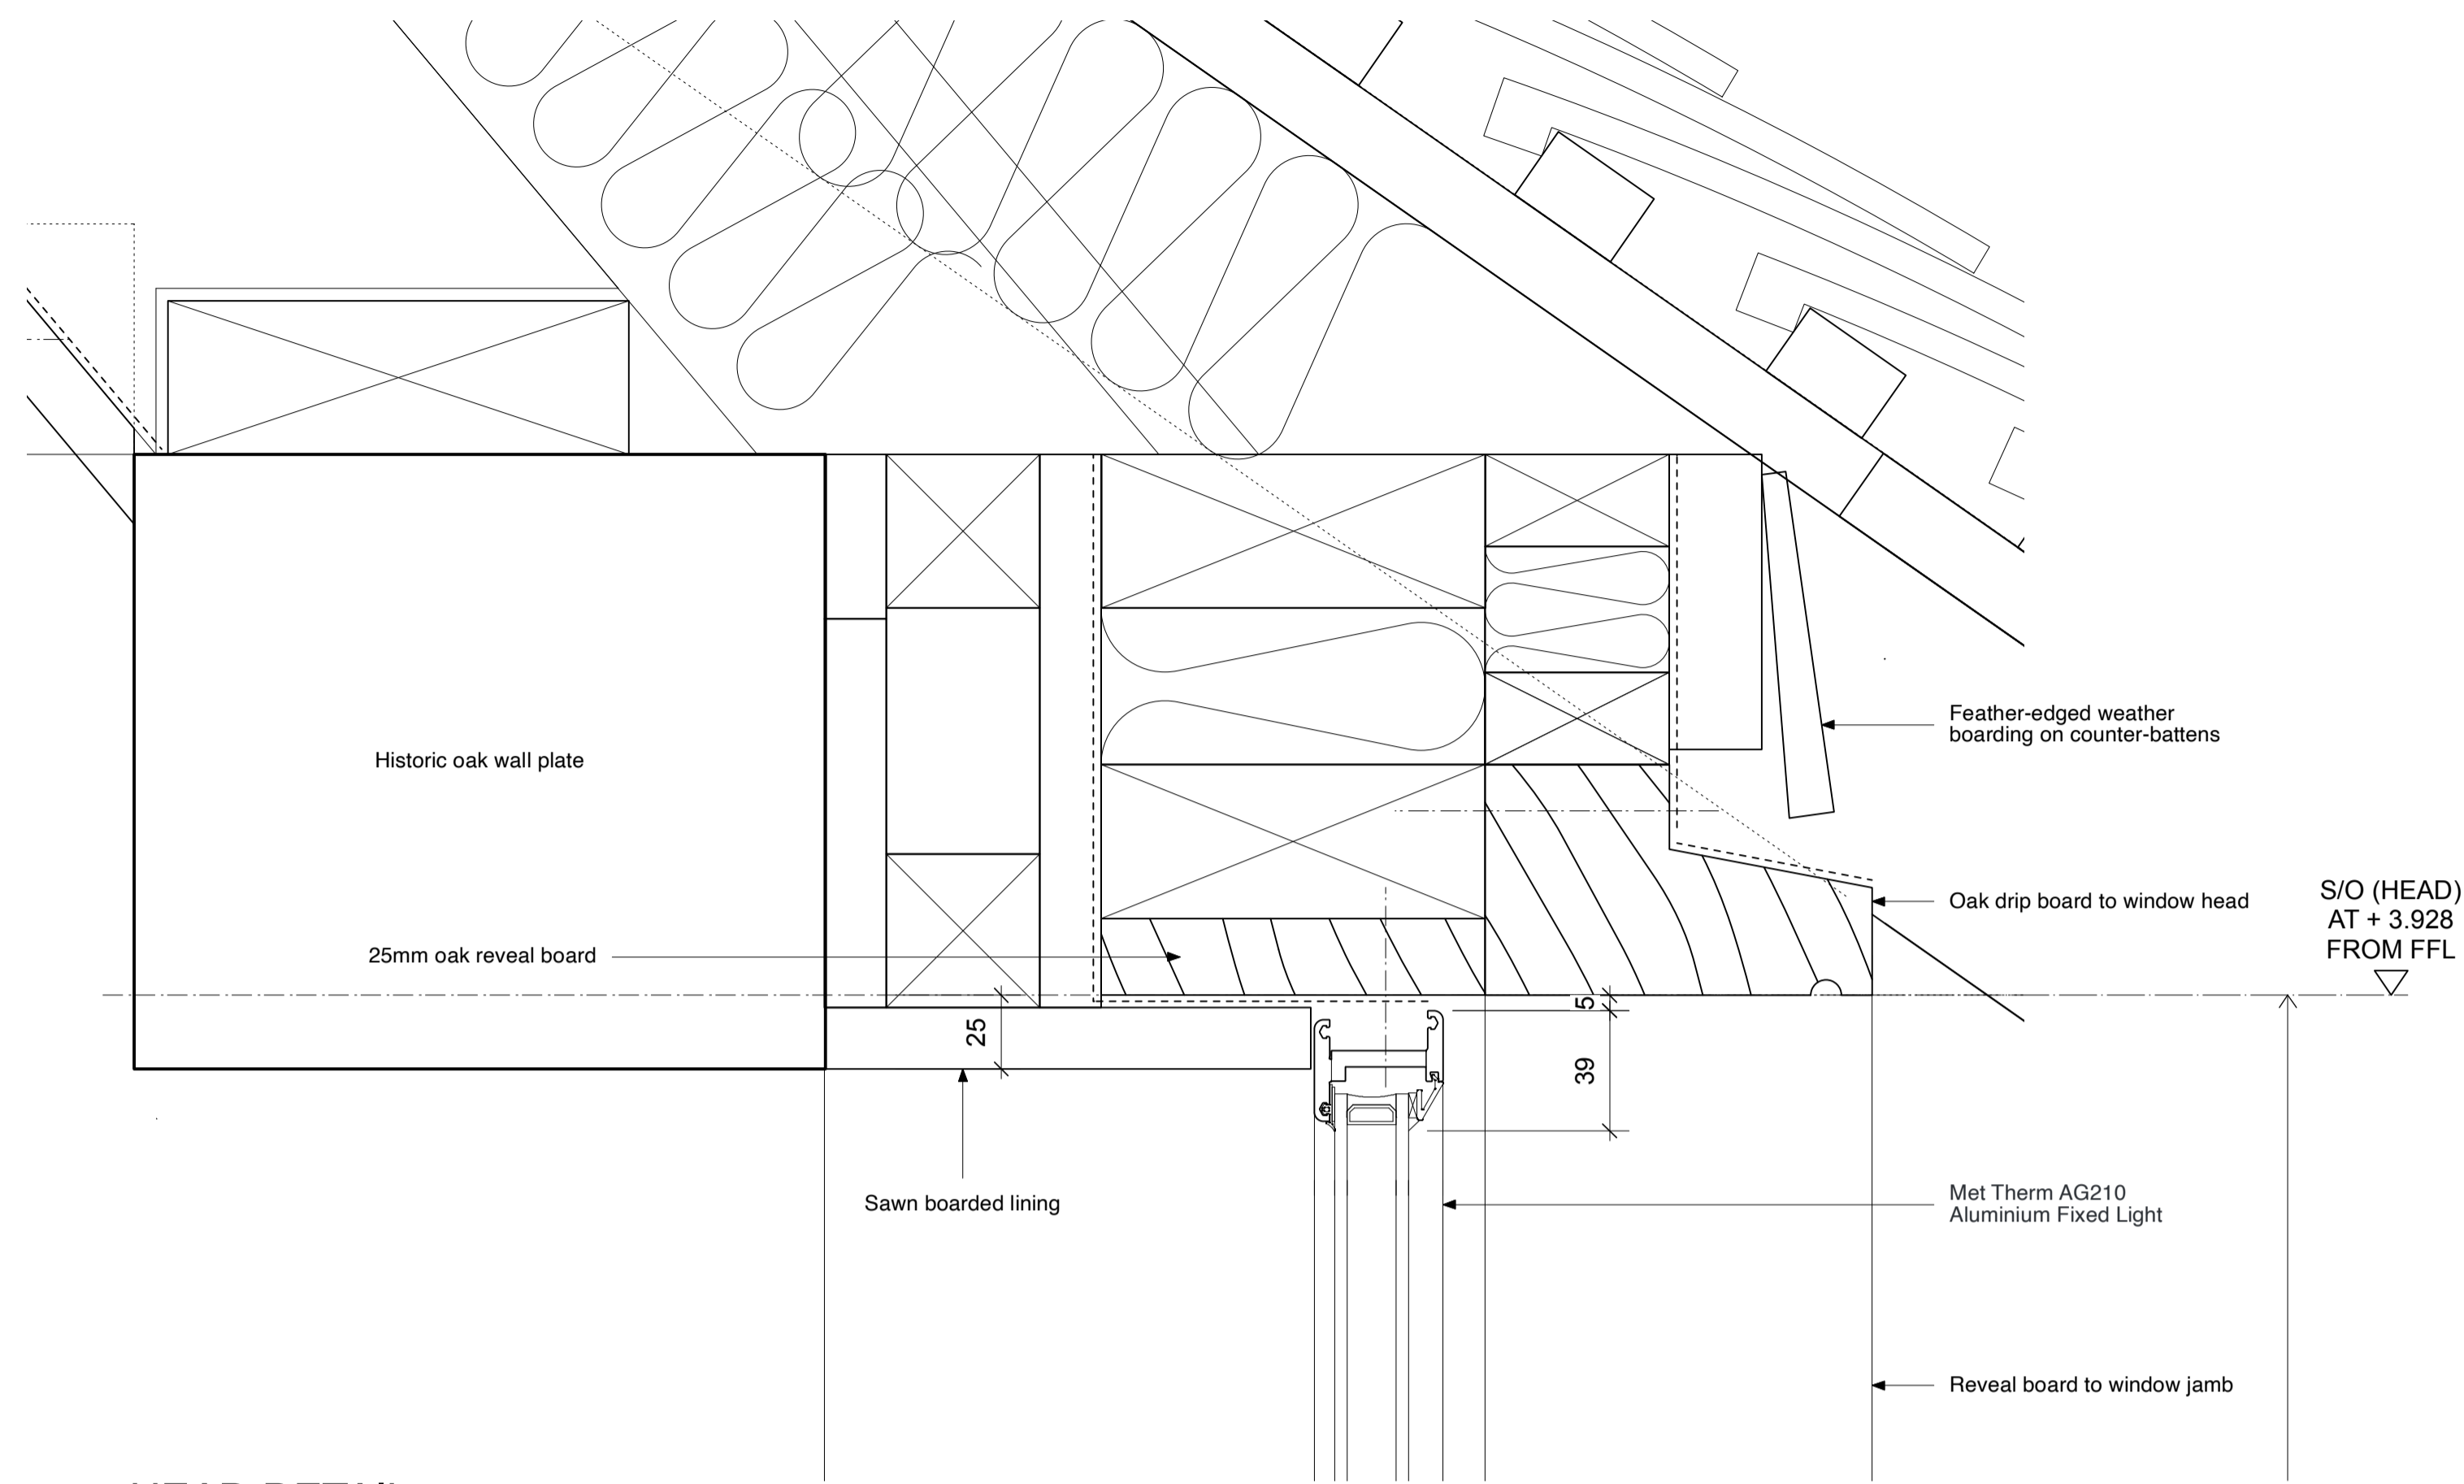 Feather-edged weather
boarding on counter-battens
Historic oak wall plate
S/O (HEAD)
AT + 3.928
FROM FFL
Oak drip board to window head
25mm oak reveal board
5
25
39
Sawn boarded lining
Met Therm AG210
Aluminium Fixed Light
Reveal board to window jamb
HEAD DETAIL